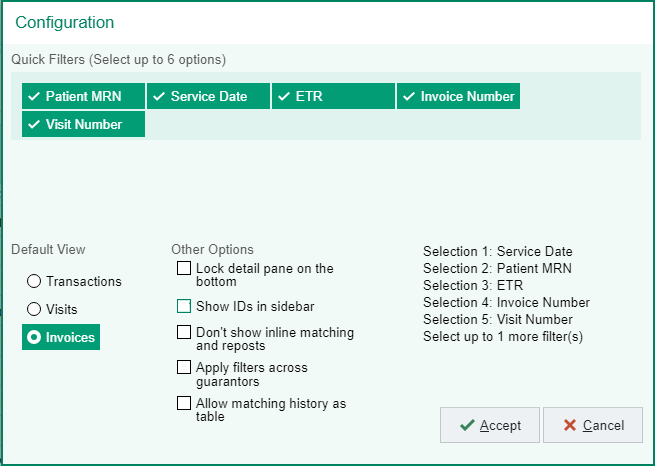 Configuration
Quick Filters (Select up to 6 options)
Patient MRN Service Date ETR Invoice Number
Visit Number
Default View
Transactions
Visits
Invoices
Other Options
Lock detail pane on the
bottom
Show IDs in sidebar
Don't show inline matching
and reposts
Apply filters across
guarantors
Allow matching history as
table
Selection 1: Service Date
Selection 2: Patient MRN
Selection 3: ETR
Selection 4: Invoice Number
Selection 5: Visit Number
Select up to 1 more filter(s)
Accept Cancel